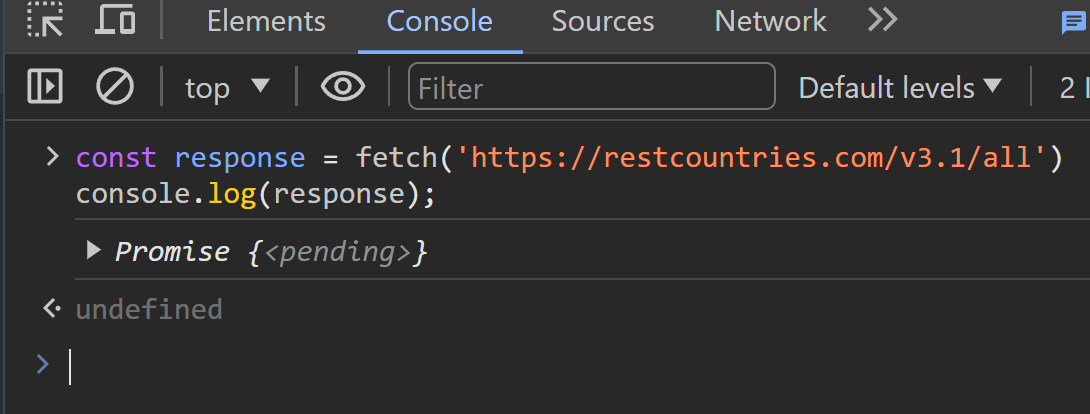 Elements Console Sources Network
top Filter Default levels 2
const response = fetch('https://restcountries.com/v3.1/all')
console.log(response);
Promise {<pending>}
undefined